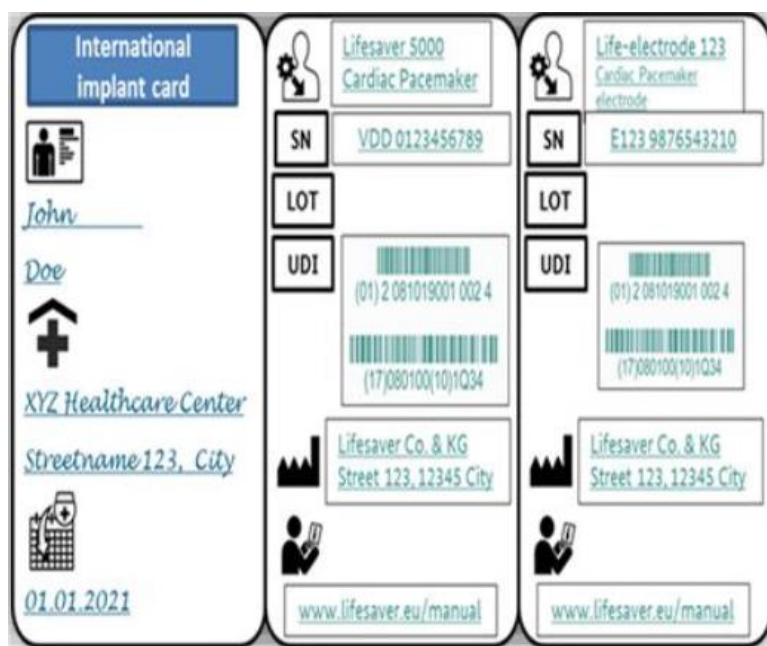 International
implant card
John
Doe
XYZ Healthcare Center
Streetname 123, City
01.01.2021
Lifesaver 5000
Cardiac Pacemaker
SN
VDD 0123456789
LOT
UDI
(01) 2 081019001 002 4
(17)080100(10)1Q34
Lifesaver Co. & KG
Street 123, 12345 City
www.lifesaver.eu/manual
Life-electrode 123
Cardiac Pacemaker
electrode
SN
E123 9876543210
LOT
UDI
(01) 2 081019001 002 4
(17)080100(10)1Q34
Lifesaver Co. & KG
Street 123, 12345 City
www.lifesaver.eu/manual